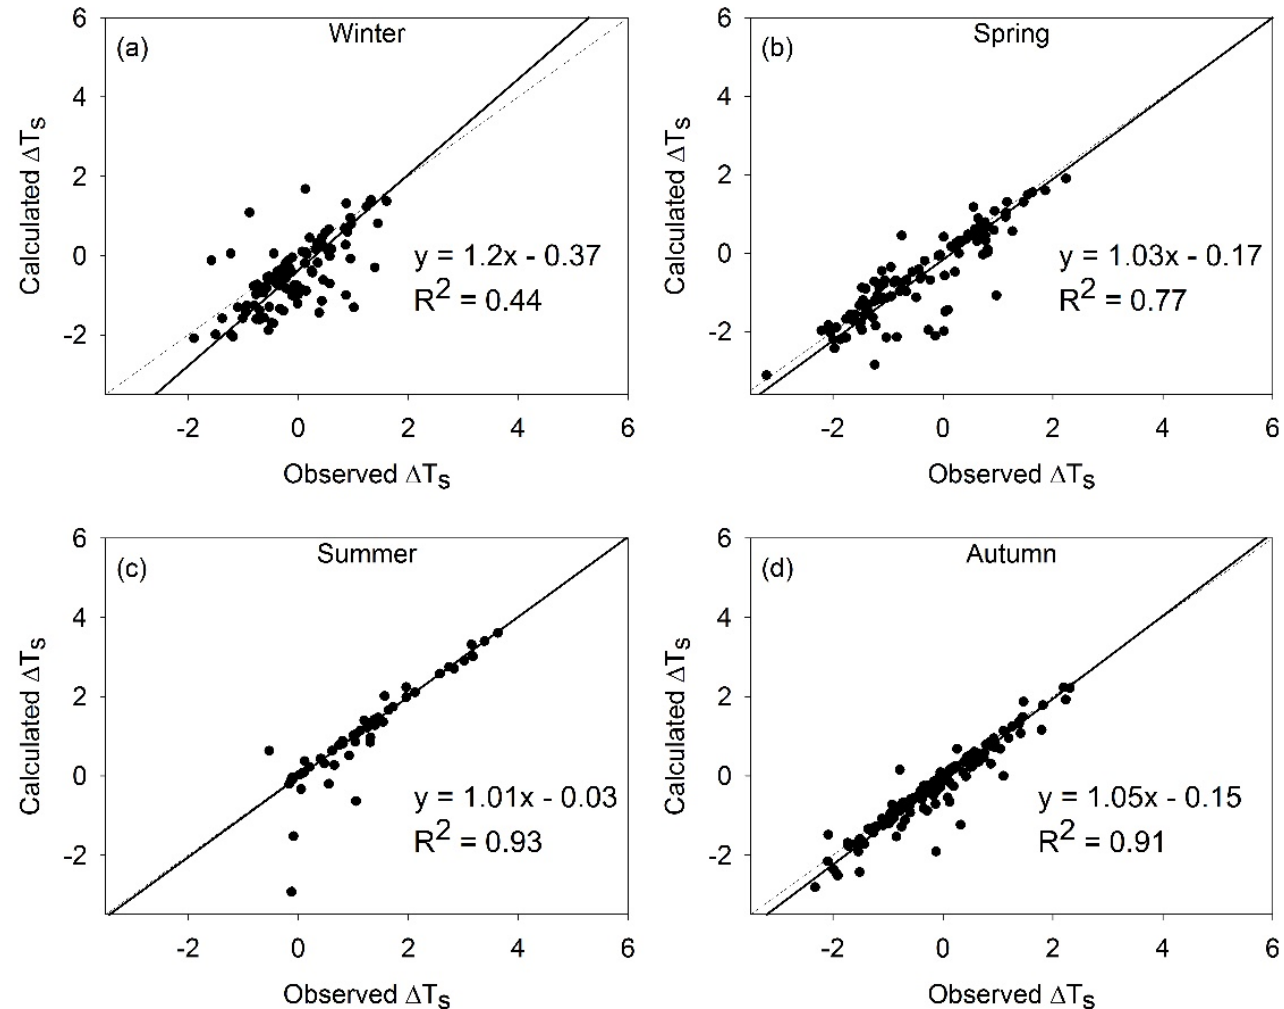 (a) Winter
6
4
2
0
-2
Calculated ΔTS
y = 1.2x - 0.37
R2 = 0.44
-2 0 2 4 6
Observed ΔTS
(b) Spring
6
4
2
0
-2
Calculated ΔTS
y = 1.03x - 0.17
R2 = 0.77
-2 0 2 4 6
Observed ΔTS
(c) Summer
6
4
2
0
-2
Calculated ΔTS
y = 1.01x - 0.03
R2 = 0.93
-2 0 2 4 6
Observed ΔTS
(d) Autumn
6
4
2
0
-2
Calculated ΔTS
y = 1.05x - 0.15
R2 = 0.91
-2 0 2 4 6
Observed ΔTS